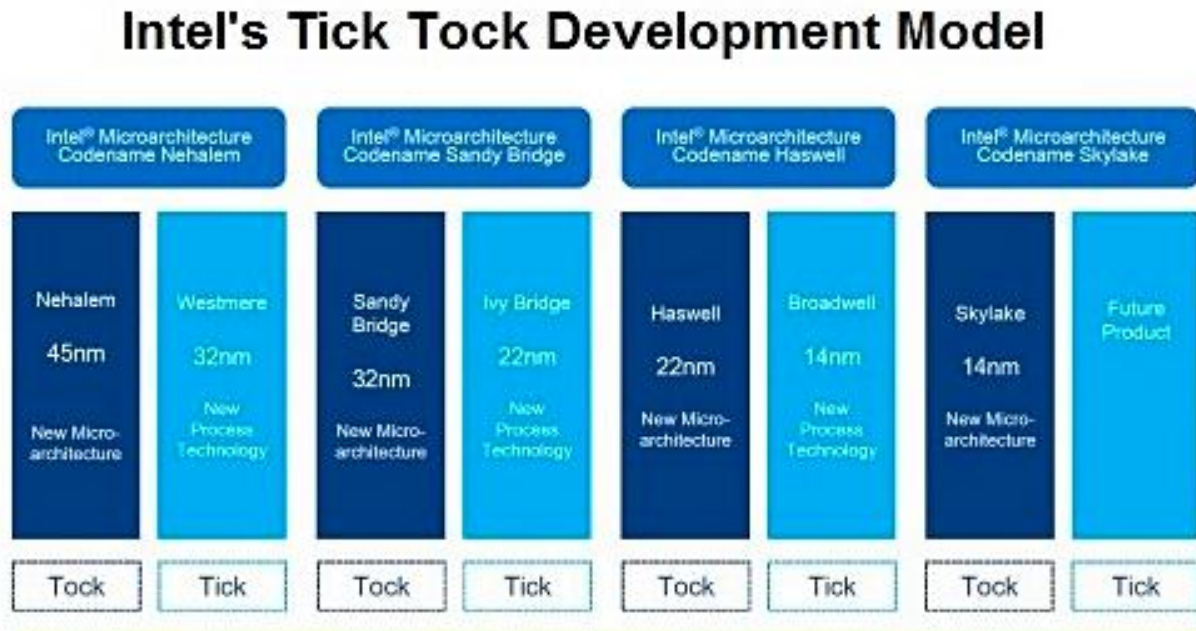 Intel's Tick Tock Development Model
Intel® Microarchitecture
Codename Nehalem
Intel® Microarchitecture
Codename Sandy Bridge
Intel® Microarchitecture
Codename Haswell
Intel® Microarchitecture
Codename Skylake
Nehalem
45nm
New Micro-
architecture
Westmere
32nm
New
Process
Technology
Sandy
Bridge
32nm
New Micro-
architecture
Ivy Bridge
22nm
New
Process
Technology
Haswell
22nm
New Micro-
architecture
Broadwell
14nm
New
Process
Technology
Skylake
14nm
New Micro-
architecture
Future
Product
Tock
Tick
Tock
Tick
Tock
Tick
Tock
Tick